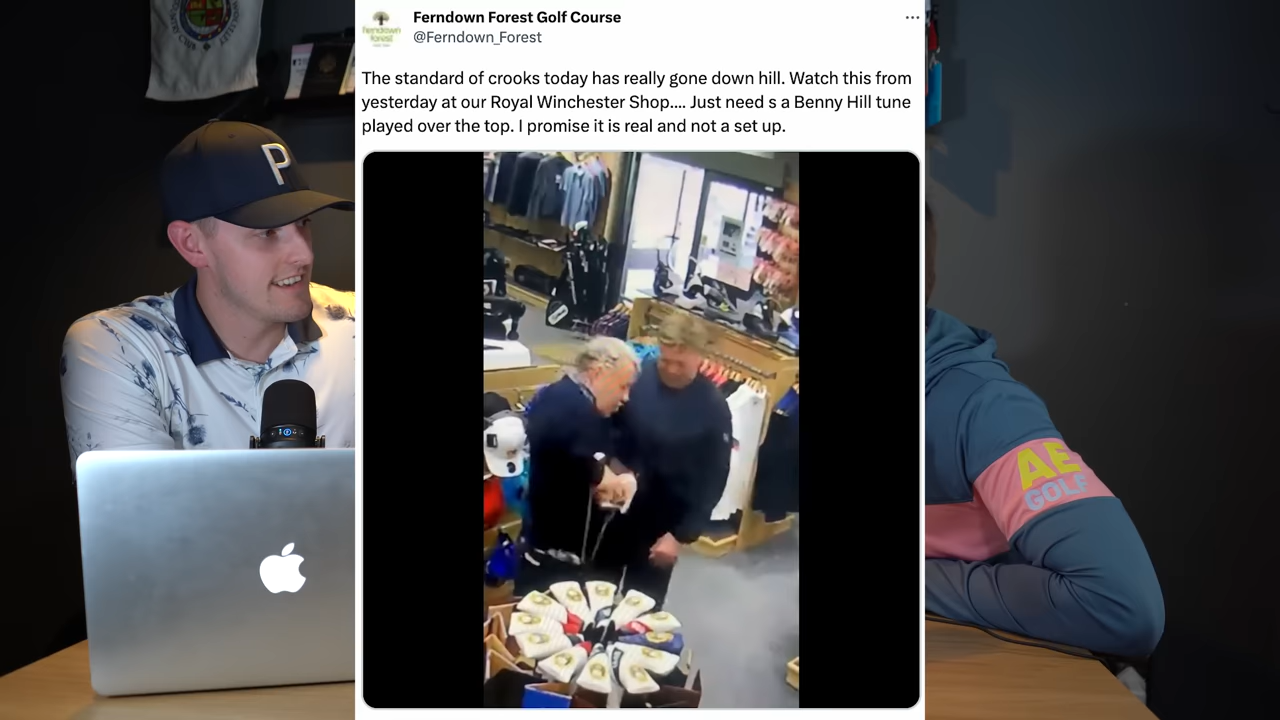 Ferndown Forest Golf Course
@Ferndown_Forest
The standard of crooks today has really gone down hill. Watch this from
yesterday at our Royal Winchester Shop.... Just need s a Benny Hill tune
played over the top. I promise it is real and not a set up.
ferndown
forest
P
AE
GOLF